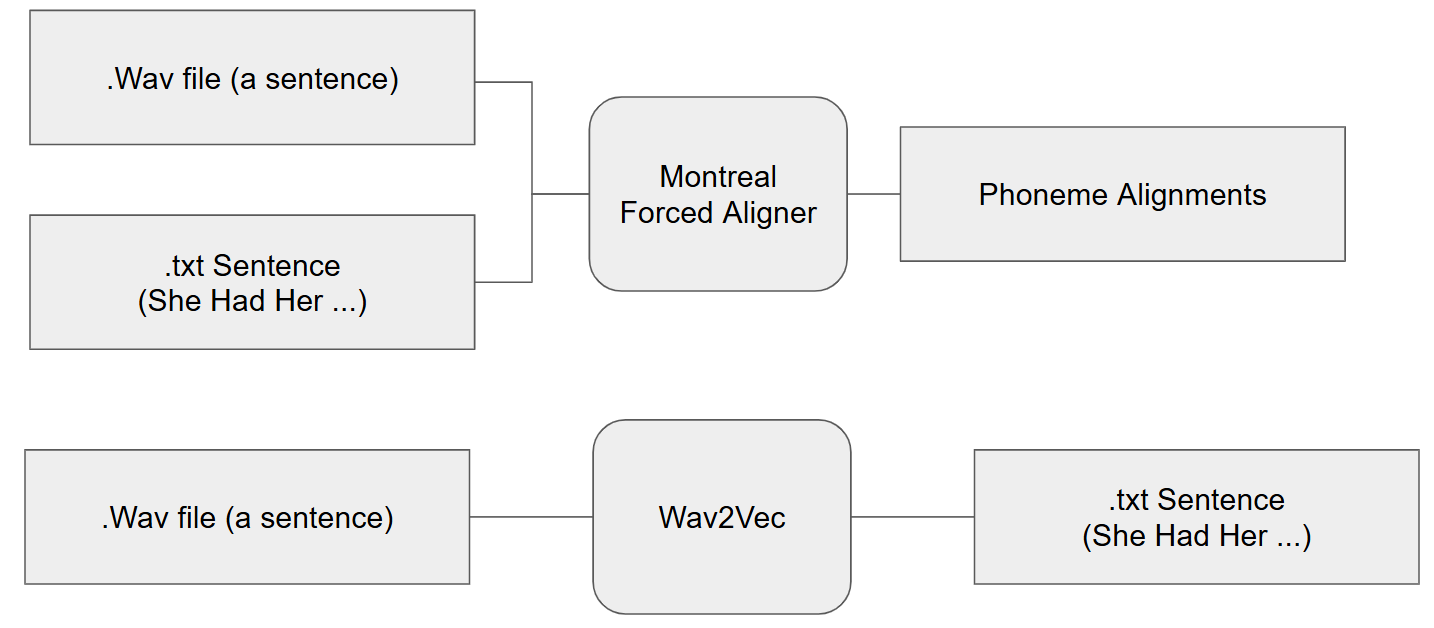 .Wav file (a sentence)
.txt Sentence
(She Had Her ...)
Montreal
Forced Aligner
Phoneme Alignments
.Wav file (a sentence)
Wav2Vec
.txt Sentence
(She Had Her ...)